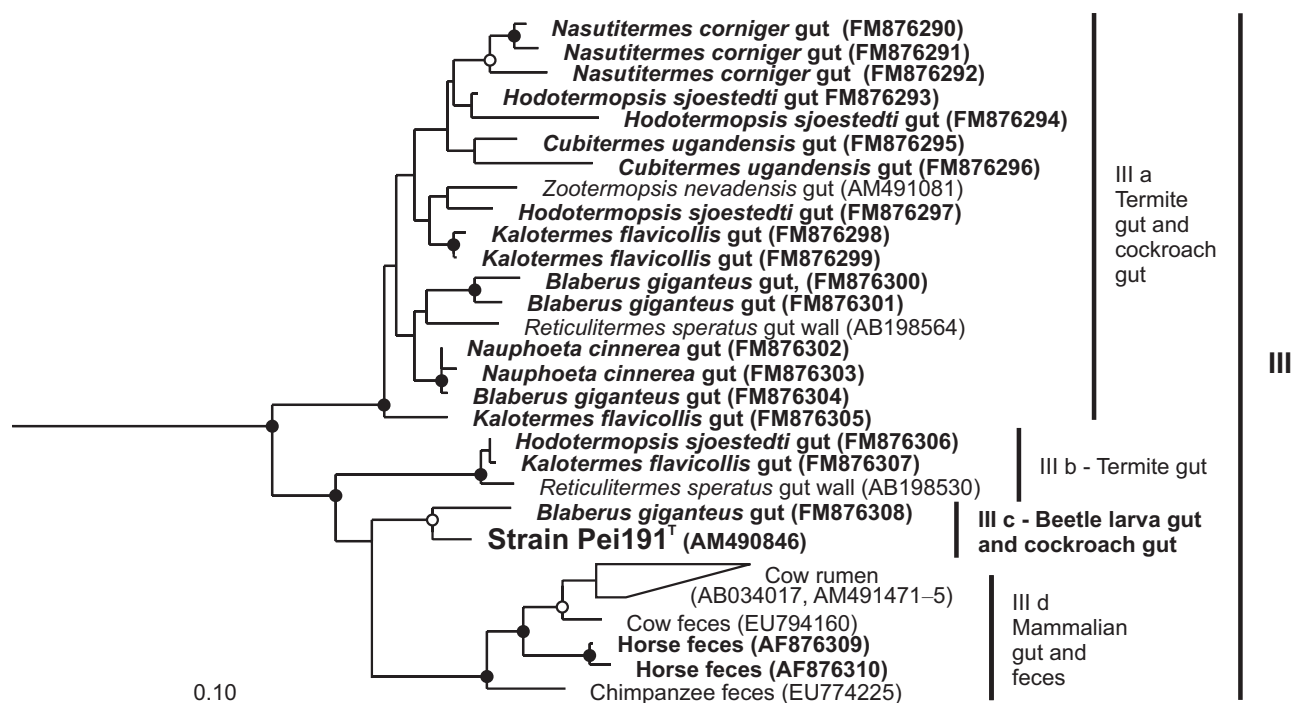 Nasutitermes corniger gut (FM876290)
Nasutitermes corniger gut (FM876291)
Nasutitermes corniger gut (FM876292)
Hodotermopsis sjoestedti gut FM876293)
Hodotermopsis sjoestedti gut (FM876294)
Cubitermes ugandensis gut (FM876295)
Cubitermes ugandensis gut (FM876296)
Zootermopsis nevadensis gut (AM491081)
Hodotermopsis sjoestedti gut (FM876297)
Kalotermes flavicollis gut (FM876298)
Kalotermes flavicollis gut (FM876299)
Blaberus giganteus gut, (FM876300)
Blaberus giganteus gut (FM876301)
Reticulitermes speratus gut wall (AB198564)
Nauphoeta cinnerea gut (FM876302)
Nauphoeta cinnerea gut (FM876303)
Blaberus giganteus gut (FM876304)
Kalotermes flavicollis gut (FM876305)
III a
Termite
gut and
cockroach
gut
III
Hodotermopsis sjoestedti gut (FM876306)
Kalotermes flavicollis gut (FM876307)
Reticulitermes speratus gut wall (AB198530)
III b - Termite gut
Blaberus giganteus gut (FM876308)
Strain Pei191ᵀ (AM490846)
III c - Beetle larva gut
and cockroach gut
Cow rumen
(AB034017, AM491471–5)
Cow feces (EU794160)
Horse feces (AF876309)
Horse feces (AF876310)
Chimpanzee feces (EU774225)
III d
Mammalian
gut and
feces
0.10